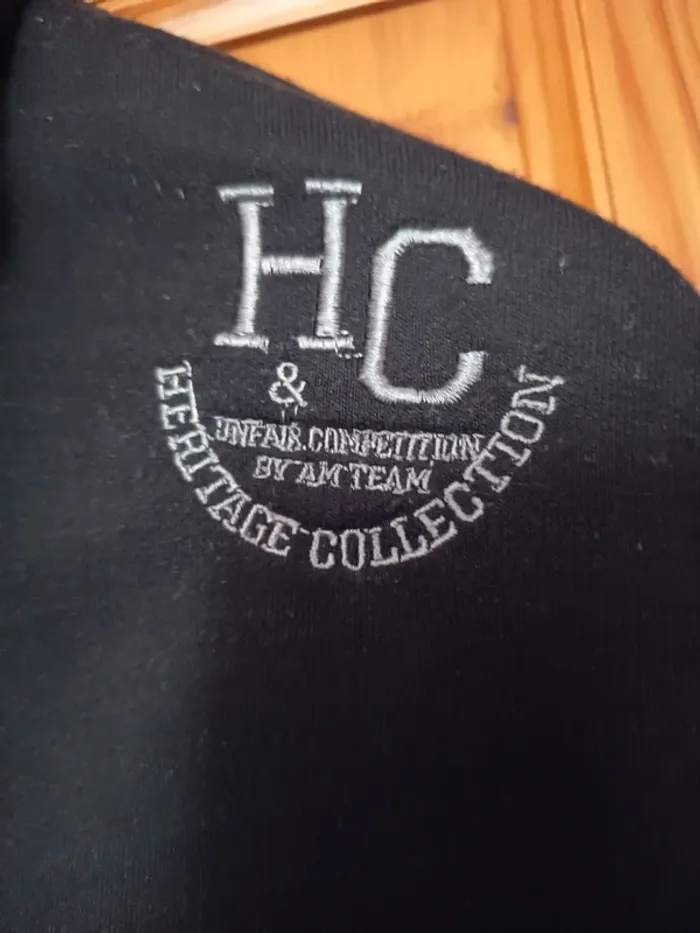 HC
&
UNFAIR.COMPETITION
BY AM TEAM
HERITAGE COLLECTION